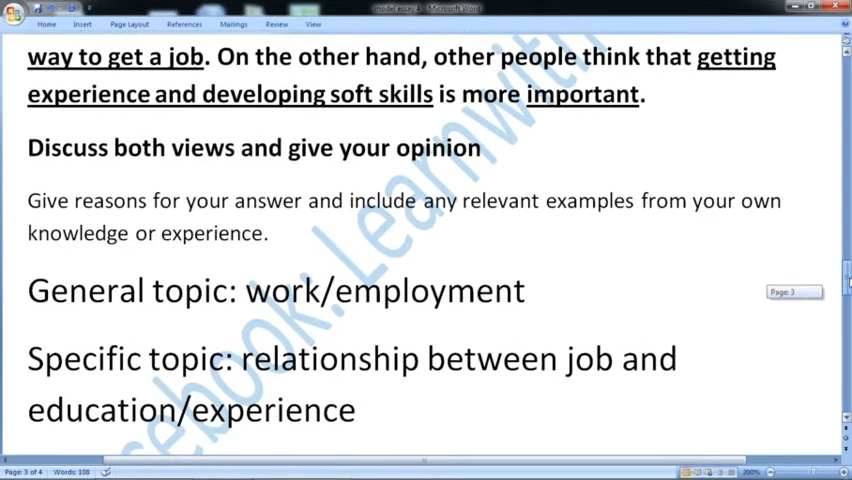 model essay 4 - Microsoft Word
Home Insert Page Layout References Mailings Review View
way to get a job. On the other hand, other people think that getting
experience and developing soft skills is more important.
Discuss both views and give your opinion
Give reasons for your answer and include any relevant examples from your own
knowledge or experience.
General topic: work/employment
Page: 3
Specific topic: relationship between job and
education/experience
ebook: Learnwith
Page: 3 of 4 Words: 108 200%